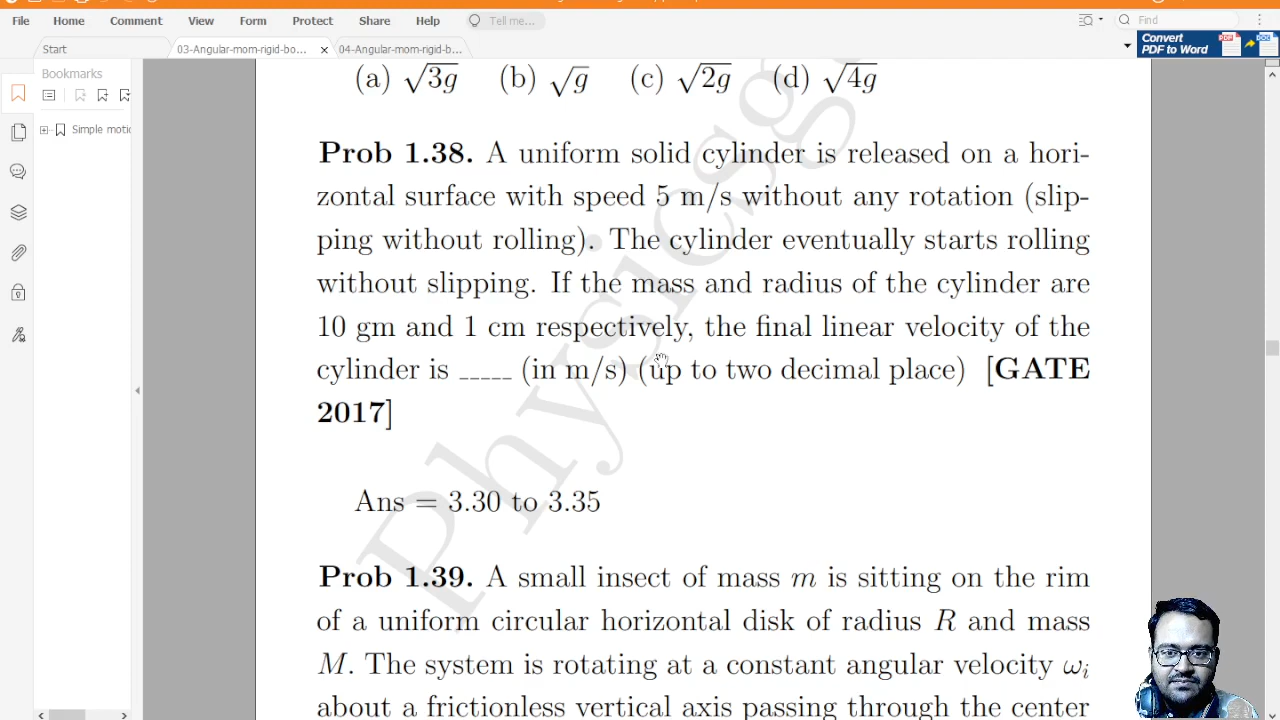 File Home Comment View Form Protect Share Help Tell me... Find
Start 03-Angular-mom-rigid-bo... 04-Angular-mom-rigid-b...
Convert
PDF to Word
Bookmarks
Simple motio
(a) √3g (b) √g (c) √2g (d) √4g
Prob 1.38. A uniform solid cylinder is released on a hori-
zontal surface with speed 5 m/s without any rotation (slip-
ping without rolling). The cylinder eventually starts rolling
without slipping. If the mass and radius of the cylinder are
10 gm and 1 cm respectively, the final linear velocity of the
cylinder is _____ (in m/s) (up to two decimal place) [GATE
2017]
Ans = 3.30 to 3.35
Prob 1.39. A small insect of mass m is sitting on the rim
of a uniform circular horizontal disk of radius R and mass
M. The system is rotating at a constant angular velocity ωi
about a frictionless vertical axis passing through the center